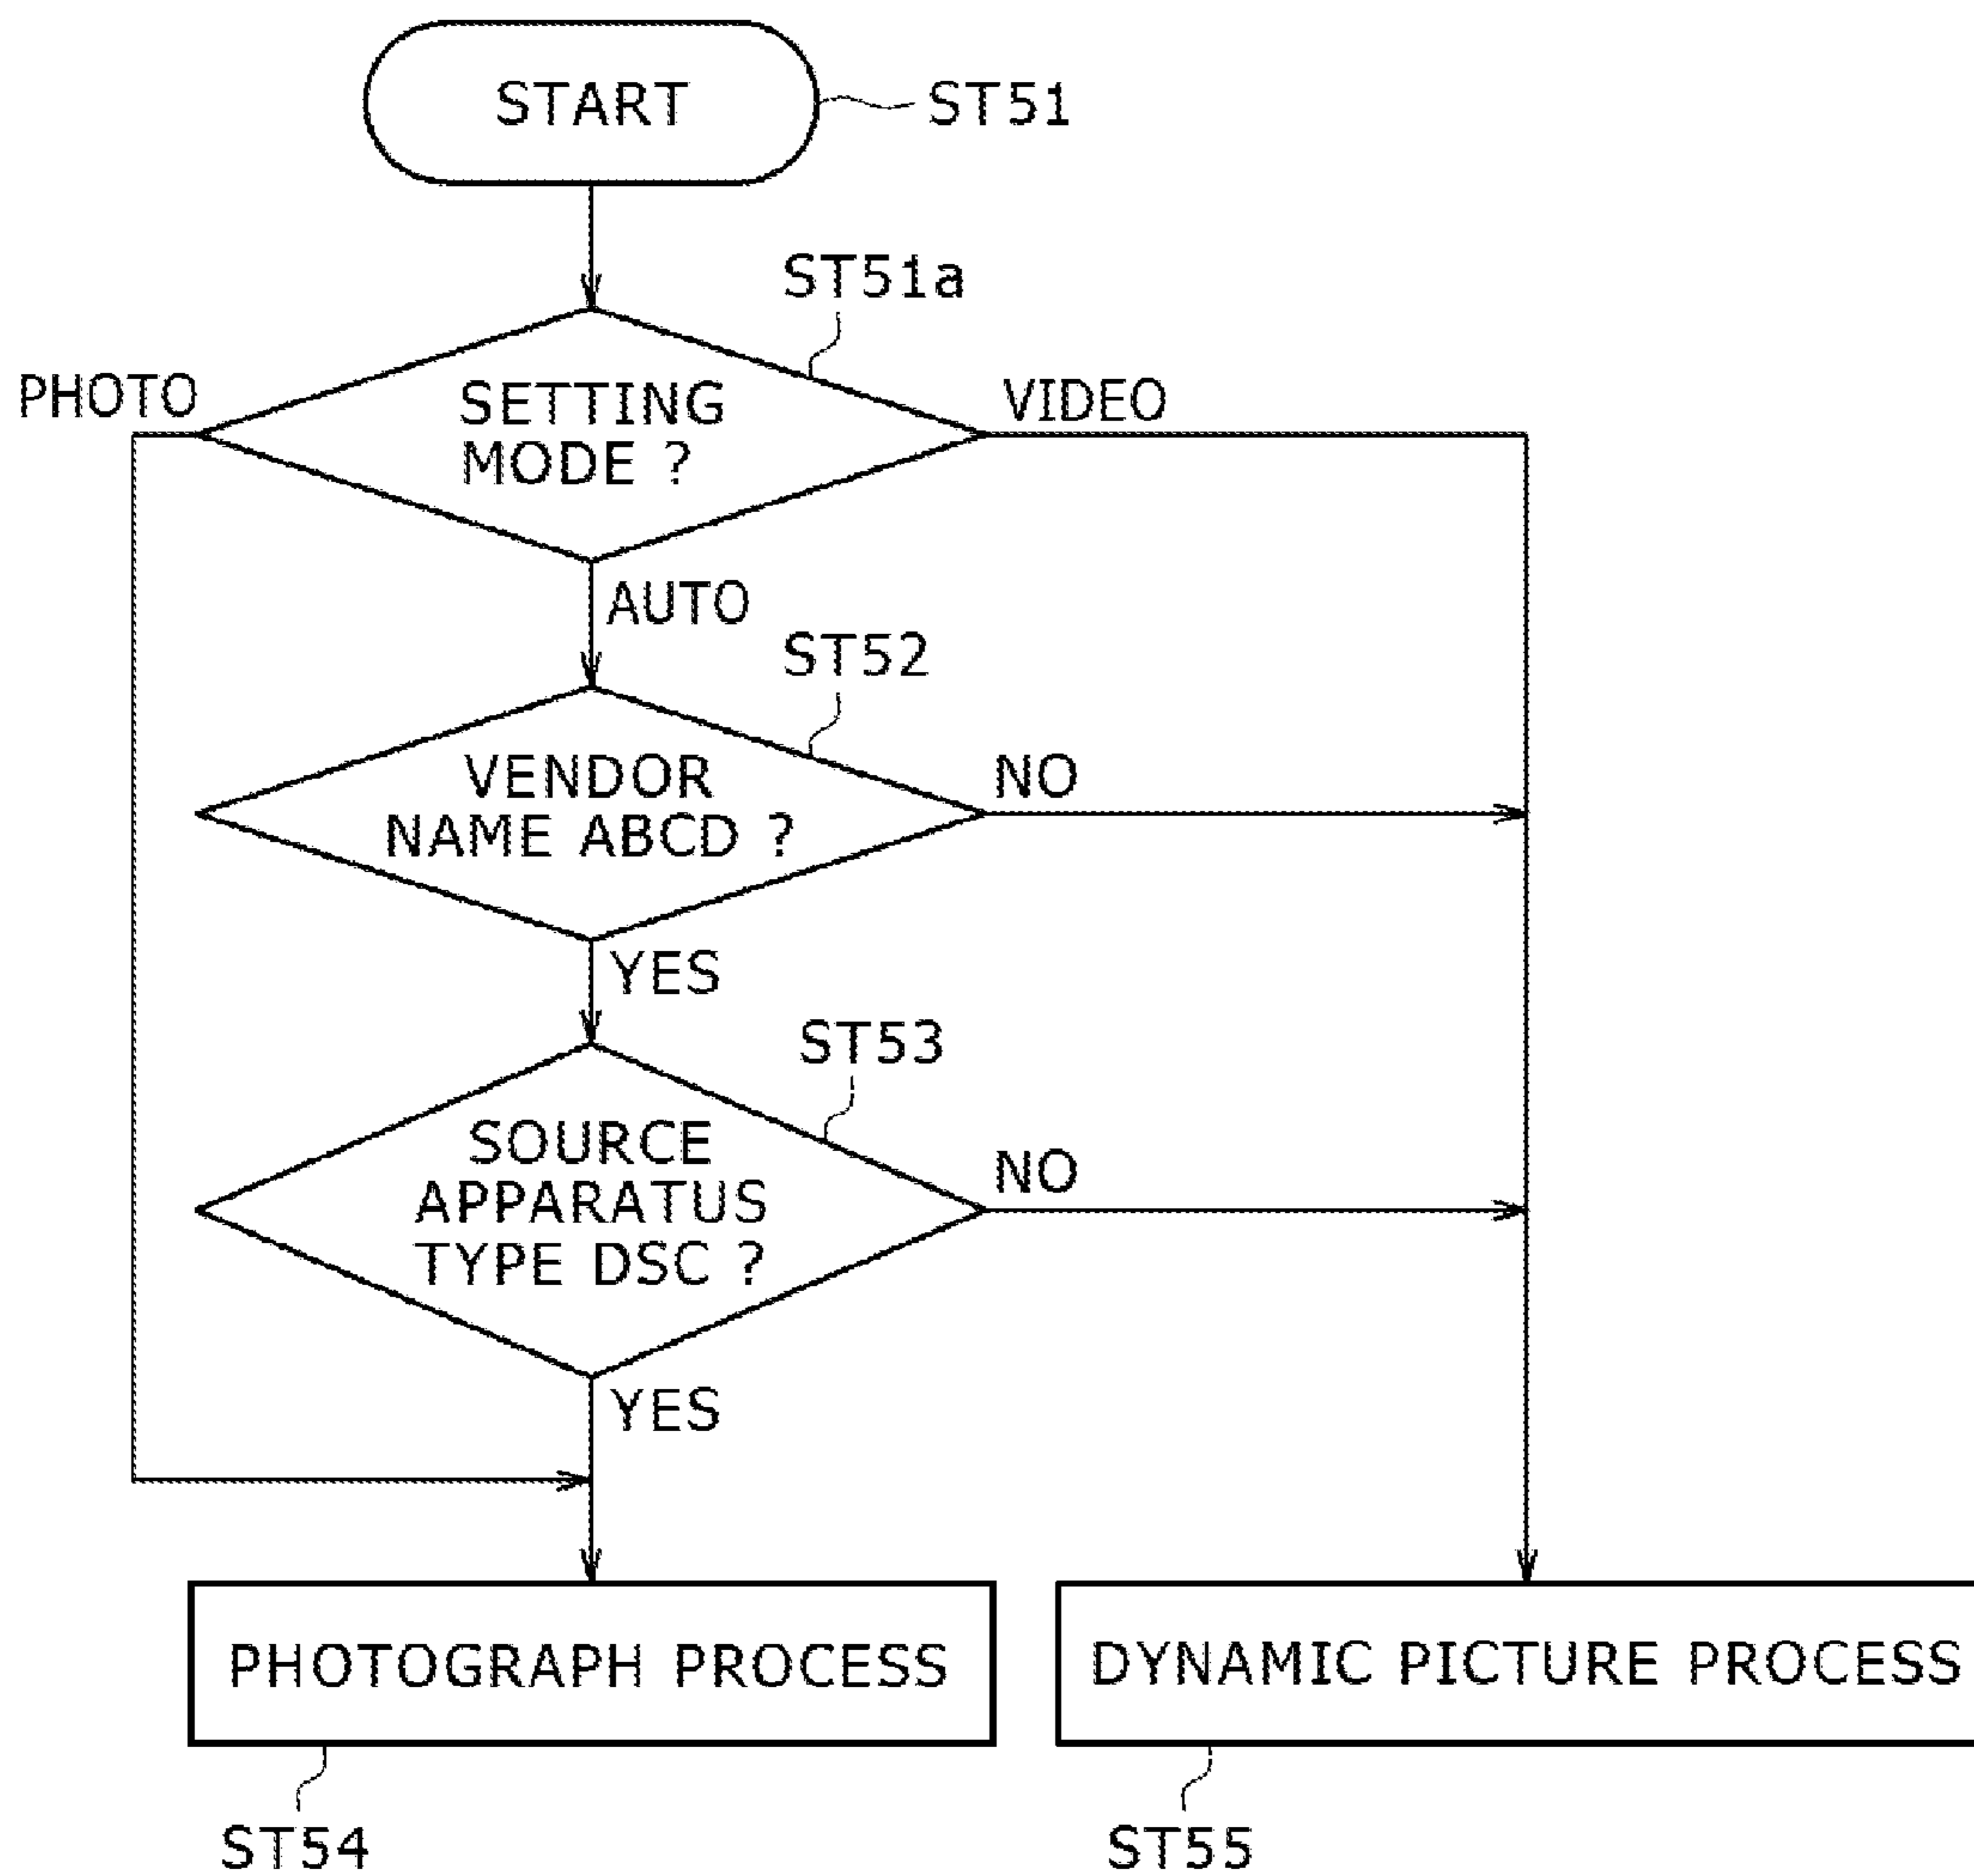 START
ST51
ST51a
PHOTO
SETTING
MODE ?
VIDEO
AUTO
ST52
VENDOR
NAME ABCD ?
NO
YES
ST53
SOURCE
APPARATUS
TYPE DSC ?
NO
YES
PHOTOGRAPH PROCESS
DYNAMIC PICTURE PROCESS
ST54
ST55